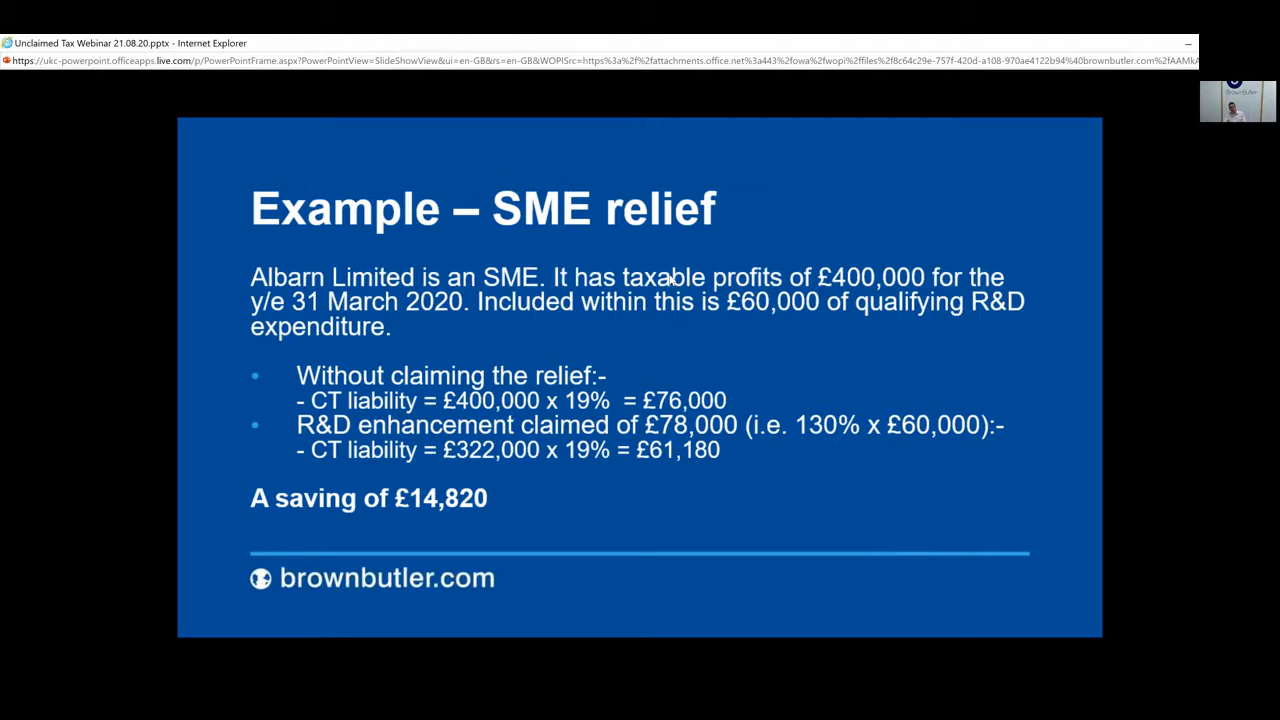 Unclaimed Tax Webinar 21.08.20.pptx - Internet Explorer
https://ukc-powerpoint.officeapps.live.com/p/PowerPointFrame.aspx?PowerPointView=SlideShowView&ui=en-GB&rs=en-GB&WOPISrc=https%3a%2f%2fattachments.office.net%3a443%2fowa%2fwopi%2ffiles%2f8c64c29e-757f-420d-a108-970ae4122b94%40brownbutler.com%2fAAMkA
BrownButler
Example – SME relief
Albarn Limited is an SME. It has taxable profits of £400,000 for the
y/e 31 March 2020. Included within this is £60,000 of qualifying R&D
expenditure.
• Without claiming the relief:-
- CT liability = £400,000 x 19% = £76,000
• R&D enhancement claimed of £78,000 (i.e. 130% x £60,000):-
- CT liability = £322,000 x 19% = £61,180
A saving of £14,820
brownbutler.com